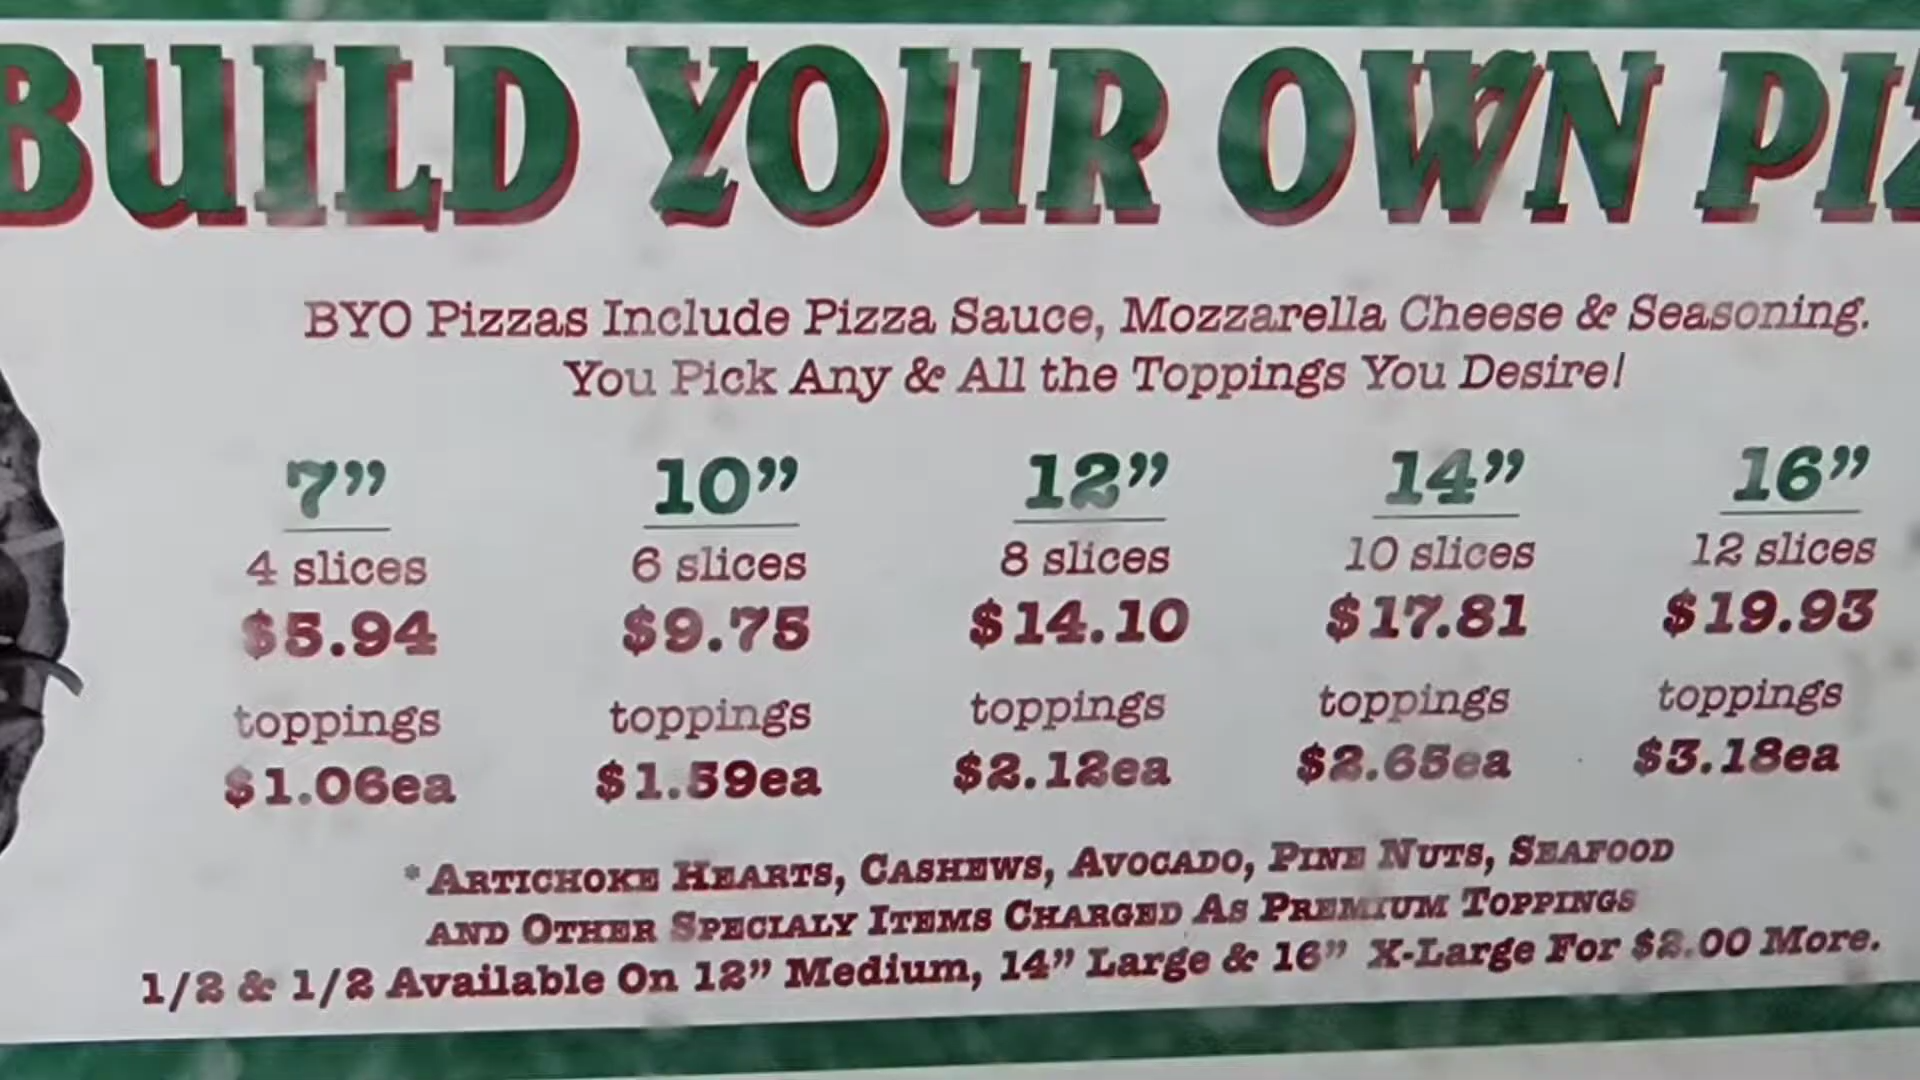 BUILD YOUR OWN PIZ
BYO Pizzas Include Pizza Sauce, Mozzarella Cheese & Seasoning.
You Pick Any & All the Toppings You Desire!
7” 10” 12” 14” 16”
4 slices 6 slices 8 slices 10 slices 12 slices
$5.94 $9.75 $14.10 $17.81 $19.93
toppings toppings toppings toppings toppings
$1.06ea $1.59ea $2.12ea $2.65ea $3.18ea
*ARTICHOKE HEARTS, CASHEWS, AVOCADO, PINE NUTS, SEAFOOD
AND OTHER SPECIALY ITEMS CHARGED AS PREMIUM TOPPINGS
1/2 & 1/2 Available On 12” Medium, 14” Large & 16” X-Large For $2.00 More.